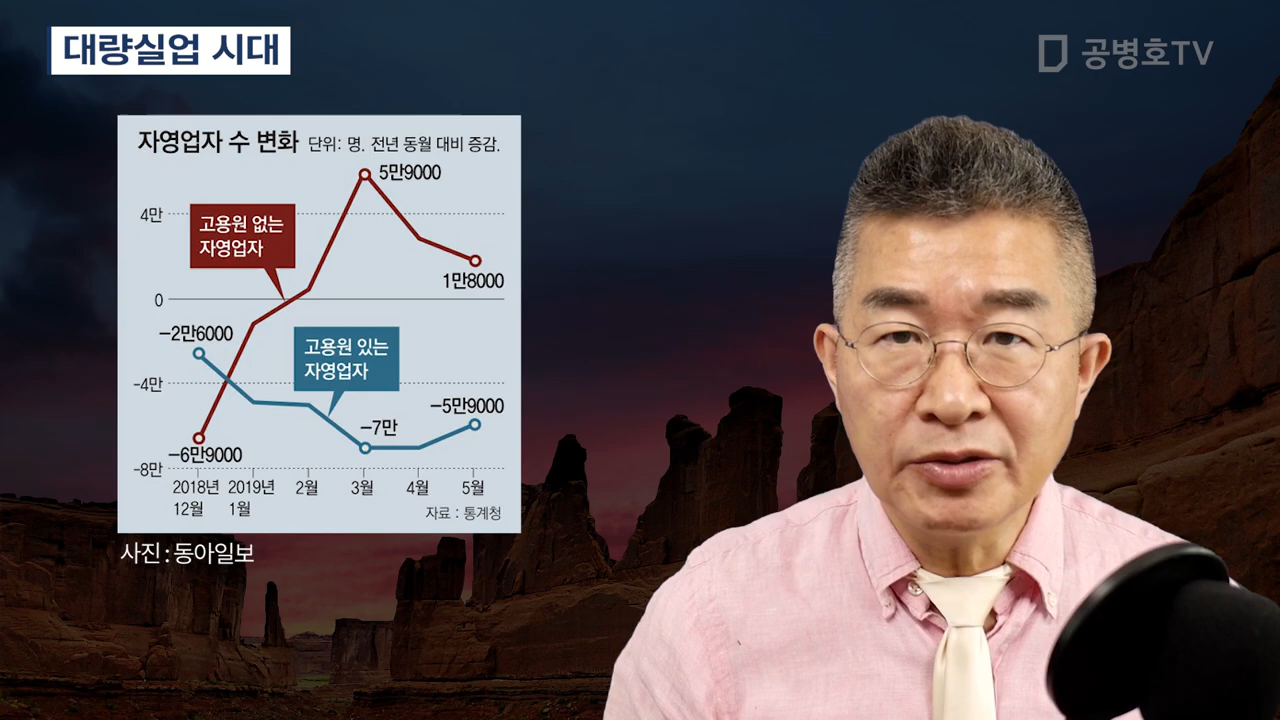 대량실업 시대
공병호TV
자영업자 수 변화 단위: 명. 전년 동월 대비 증감.
5만9000
4만
고용원 없는
자영업자
1만8000
0
−2만6000
고용원 있는
자영업자
−4만
−5만9000
−7만
−6만9000
−8만
2018년 2019년 2월 3월 4월 5월
12월 1월
자료 : 통계청
사진 : 동아일보